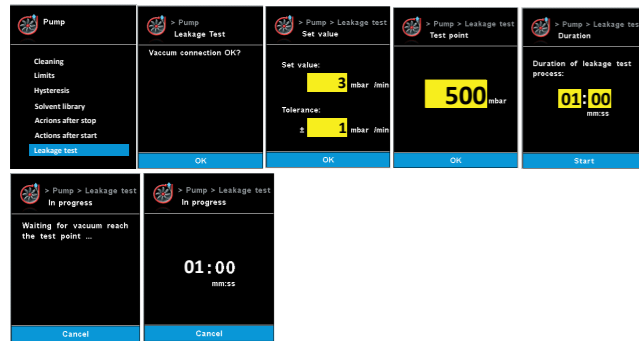 Pump
Cleaning
Limits
Hysteresis
Solvent library
Acrions after stop
Actions after start
Leakage test
> Pump
Leakage Test
Vaccum connection OK?
OK
> Pump > Leakage test
Set value
Set value:
3 mbar /min
Tolerance:
± 1 mbar /min
OK
> Pump > Leakage test
Test point
500 mbar
OK
> Pump > Leakage test
Duration
Duration of leakage test
process:
01:00
mm:ss
Start
> Pump > Leakage test
In progress
Waiting for vacuum reach
the test point ...
Cancel
> Pump > Leakage test
In progress
01:00
mm:ss
Cancel